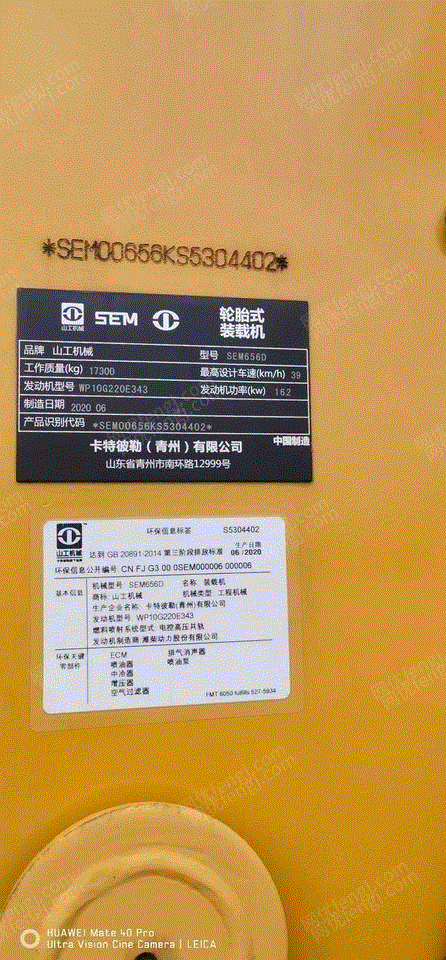 *SEM00656KS5304402*
山工机械 SEM 轮胎式
装载机
品牌 山工机械 型号 SEM656D
工作质量(kg) 17300 最高设计车速(km/h) 39
发动机型号 WP10G220E343 发动机功率(kw) 162
制造日期 2020 06
产品识别代码 *SEM00656KS5304402*
卡特彼勒（青州）有限公司 中国制造
山东省青州市南环路12999号
山工机械
环保信息标签 S5304402
生产日期
达到 GB 20891-2014 第三阶段排放标准 06/2020
环保信息公开编号 CN FJ G3 00 0SEM000006 000006
基本信息 机械型号 SEM656D 名称 装载机
商标 山工机械 机械类型 工程机械
生产企业名称 卡特彼勒(青州)有限公司
发动机型号 WP10G220E343
燃料喷射系统型式 电控高压共轨
发动机制造商 潍柴动力股份有限公司
环保关键
零部件
ECM 排气消声器
喷油器 喷油泵
中冷器
增压器
空气过滤器 FMT 6050 fulfills 527-5934
HUAWEI Mate 40 Pro
Ultra Vision Cine Camera | LEICA